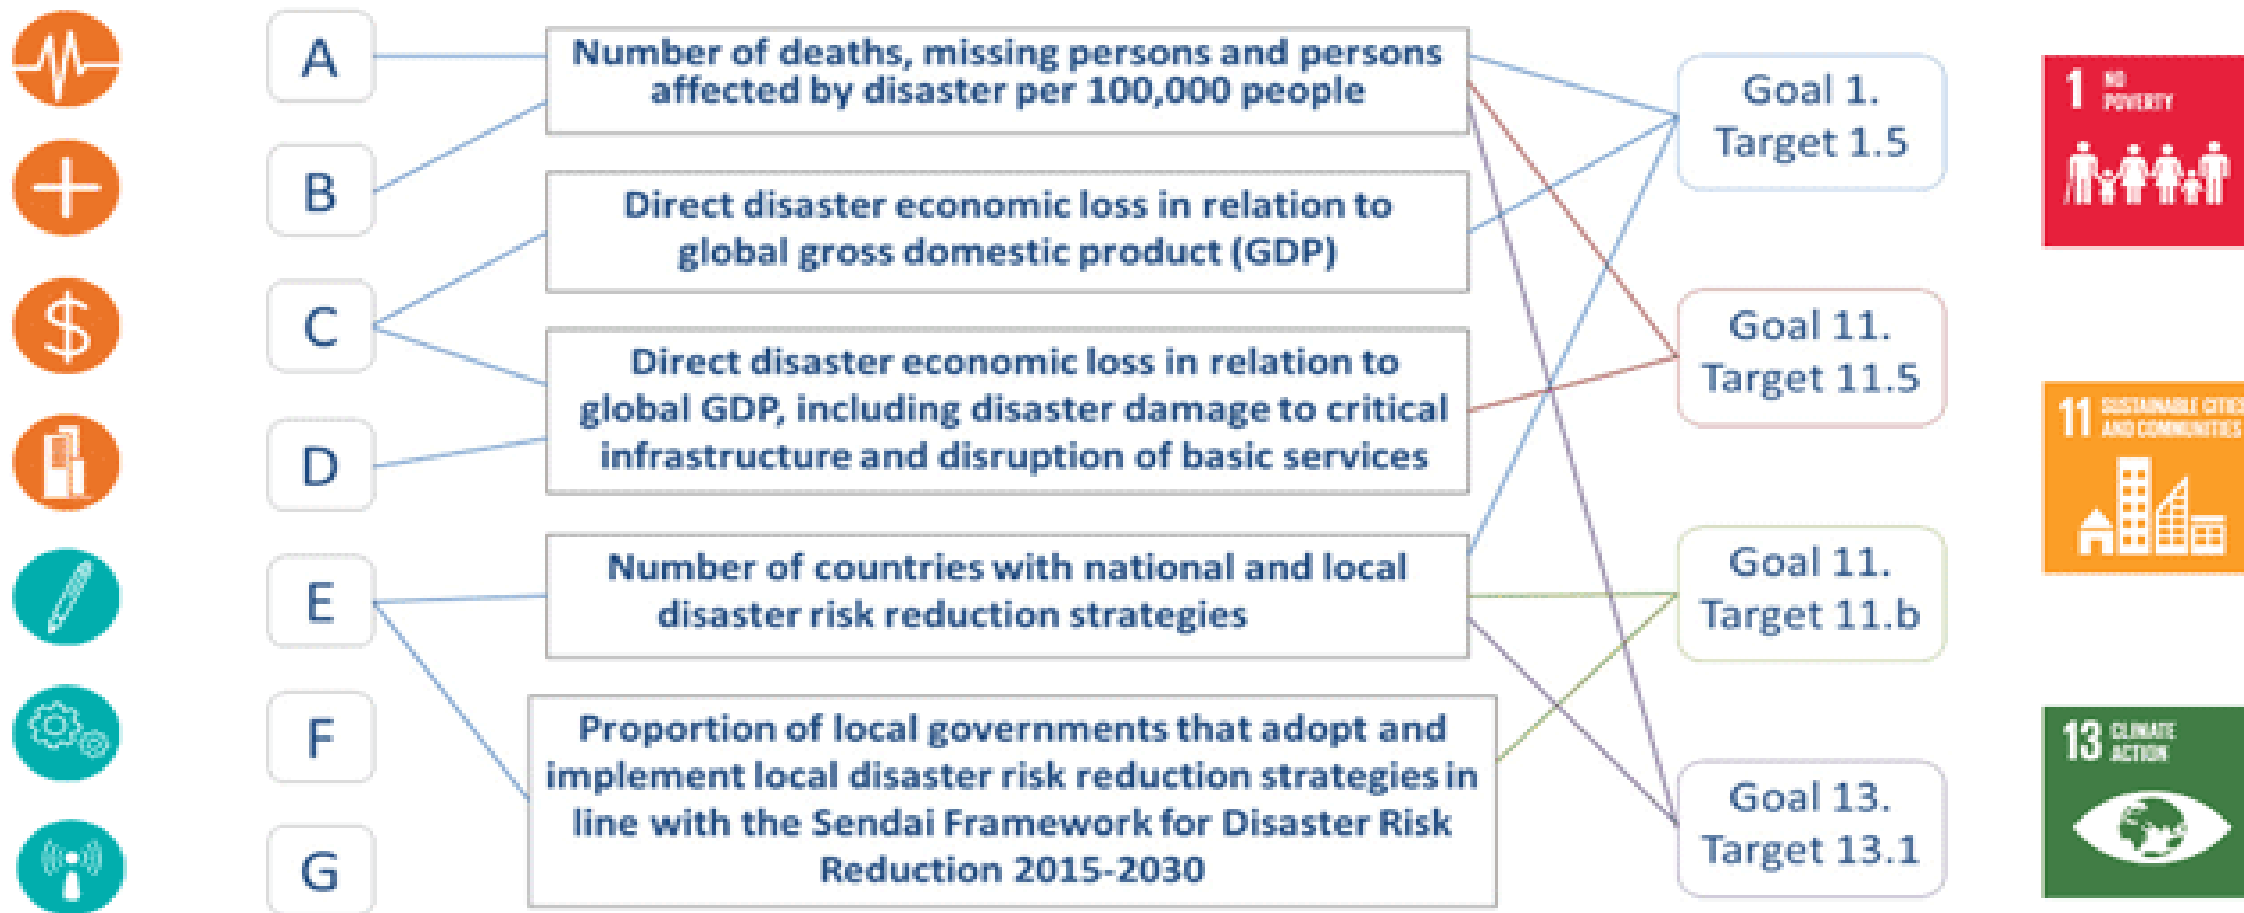 A
B
C
D
E
F
G
Number of deaths, missing persons and persons
affected by disaster per 100,000 people
Direct disaster economic loss in relation to
global gross domestic product (GDP)
Direct disaster economic loss in relation to
global GDP, including disaster damage to critical
infrastructure and disruption of basic services
Number of countries with national and local
disaster risk reduction strategies
Proportion of local governments that adopt and
implement local disaster risk reduction strategies in
line with the Sendai Framework for Disaster Risk
Reduction 2015-2030
Goal 1.
Target 1.5
Goal 11.
Target 11.5
Goal 11.
Target 11.b
Goal 13.
Target 13.1
1 NO
POVERTY
11 SUSTAINABLE CITIES
AND COMMUNITIES
13 CLIMATE
ACTION